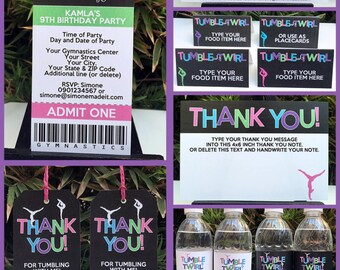 KAMLA'S
9TH BIRTHDAY PARTY
Time of Party
Day and Date of Party
Your Gymnastics Center
Your Street
Your City,
Your State & ZIP Code
Additional line (or delete)
RSVP: Simone
0901234567 or
simone@simonemadeit.com
ADMIT ONE
GYMNASTICS
TUMBLE & TWIRL
TUMBLE & TWIRL
TYPE YOUR
FOOD ITEM HERE
TUMBLE & TWIRL
OR USE AS
PLACECARDS
TUMBLE & TWIRL
TYPE YOUR
FOOD ITEM HERE
TUMBLE & TWIRL
TYPE YOUR
FOOD ITEM HERE
THANK YOU!
TYPE YOUR THANK YOU MESSAGE
INTO THIS 4x6 INCH THANK YOU NOTE.
OR DELETE THIS TEXT AND HANDWRITE YOUR NOTE.
THANK
YOU!
FOR TUMBLING
THANK
YOU!
FOR TUMBLING
TUMBLE
TWIRL
TUMBLE
TWIRL
TUMBLE
TWIRL
TUMBLE
TWIRL